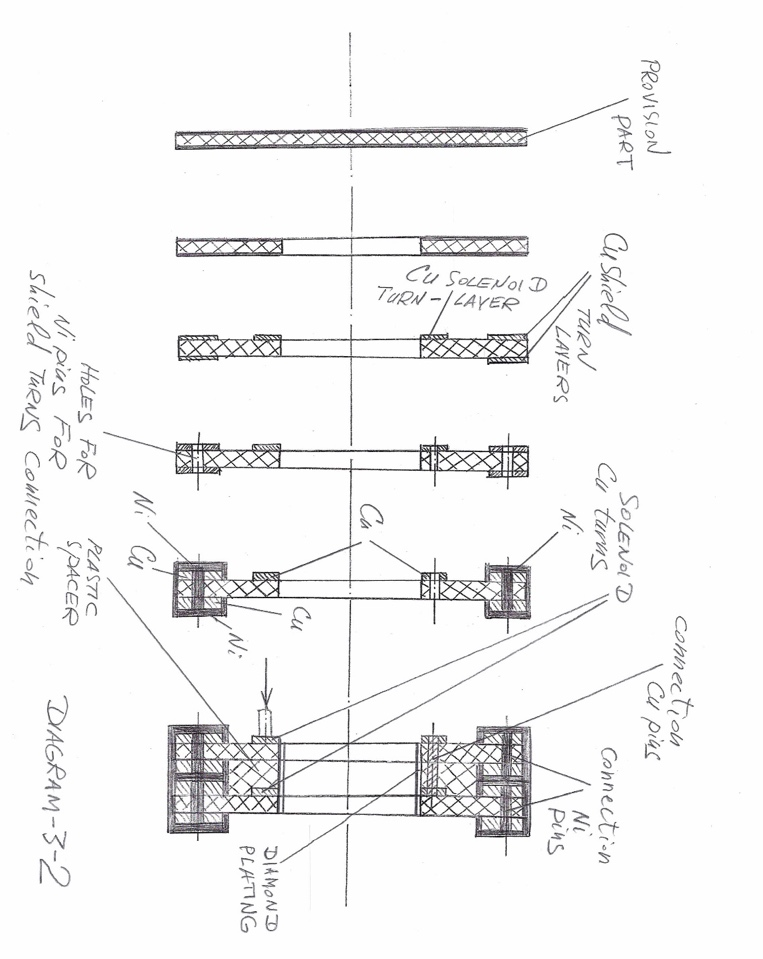 PROVISION
PART
Cu Shield
TURN
LAYERS
Cu SOLENOID
TURN-LAYER
HOLES FOR
Ni pins FOR
Shield TURNS Connection
SOLENOID
Cu turns
Ni
Cu
Ni
Cu
Cu
Ni
PLASTIC
SPACER
Connection
Cu pins
Connection
Ni
pins
DIAMOND
PLATING
DIAGRAM-3-2